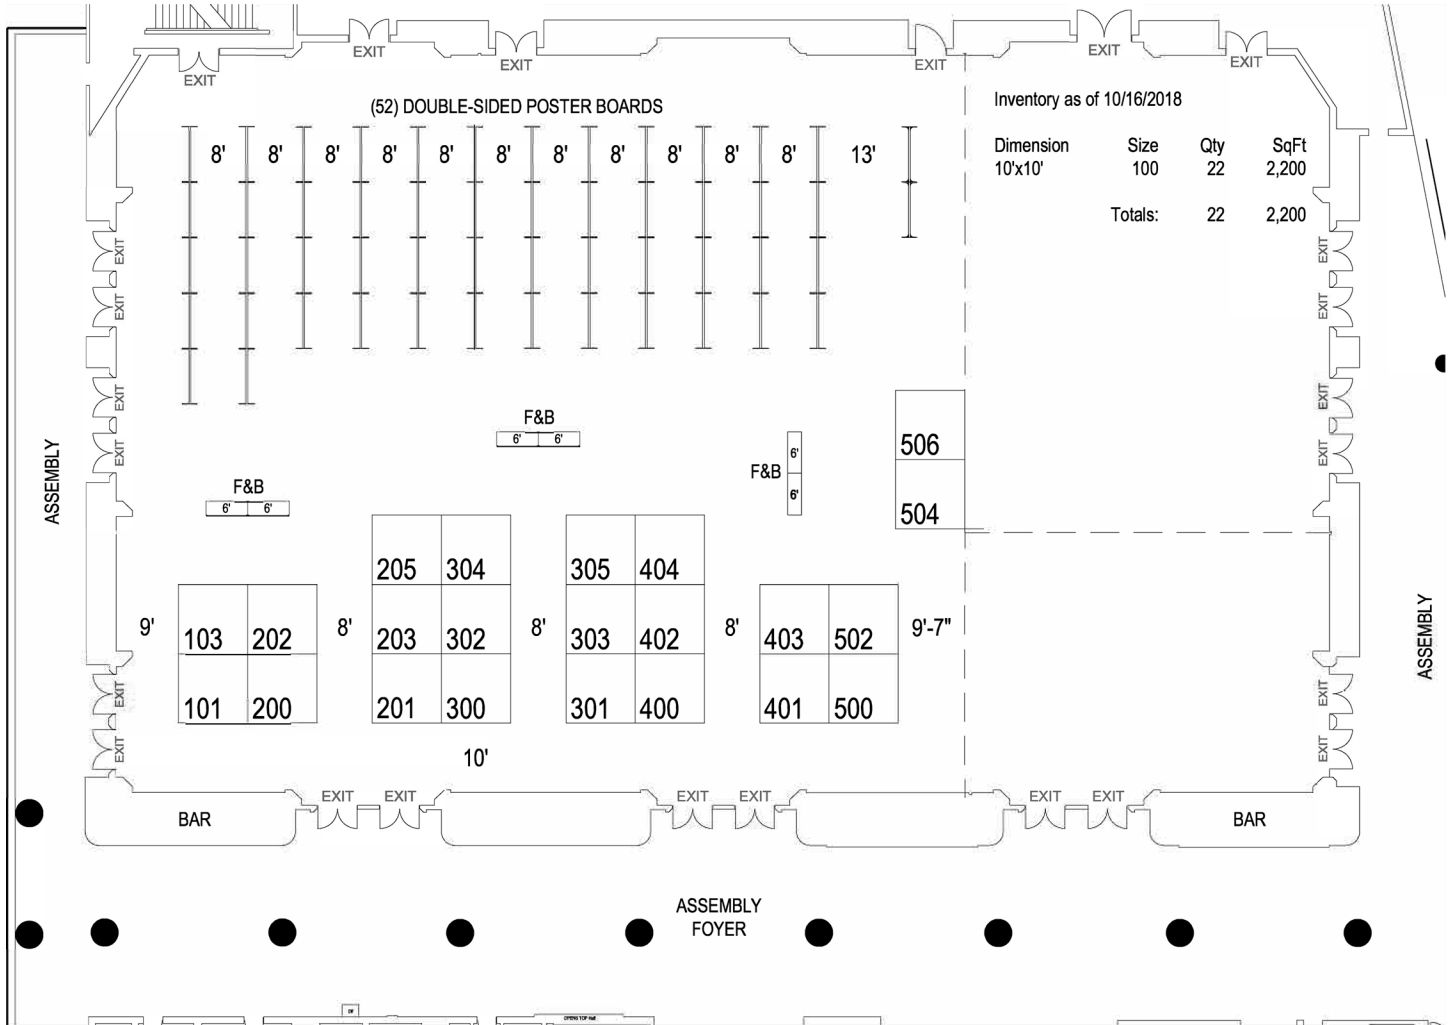 EXIT
EXIT
EXIT
EXIT
EXIT
EXIT
(52) DOUBLE-SIDED POSTER BOARDS
Inventory as of 10/16/2018
8' 8' 8' 8' 8' 8' 8' 8' 8' 8' 8' 13'
Dimension Size Qty SqFt
10'x10' 100 22 2,200
Totals: 22 2,200
EXIT
EXIT
EXIT
EXIT
EXIT
EXIT
EXIT
EXIT
ASSEMBLY
F&B
6' 6'
F&B
6'
6'
F&B
6' 6'
506
504
205 304
305 404
9'
103 202
8'
203 302
8'
303 402
8'
403 502
9'-7"
ASSEMBLY
101 200
201 300
301 400
401 500
EXIT
EXIT
EXIT
EXIT
10'
EXIT EXIT EXIT EXIT EXIT EXIT
BAR BAR
ASSEMBLY
FOYER